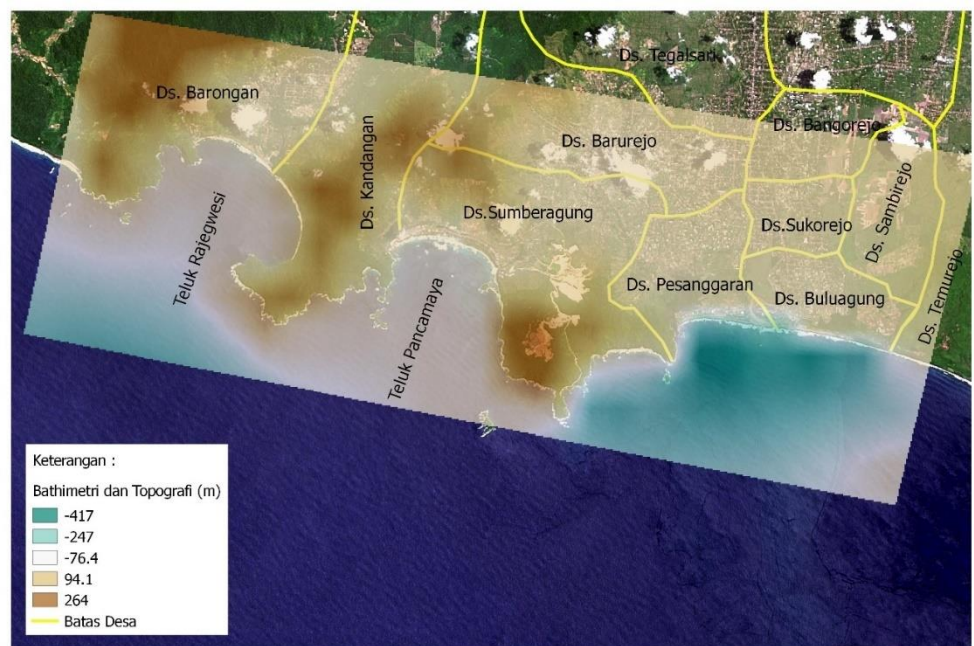 Ds. Tegalsari
Ds. Barongan
Ds. Bangorejo
Ds. Barurejo
Ds. Kandangan
Ds.Sumberagung
Ds.Sukorejo
Ds. Sambirejo
Teluk Rajegwesi
Ds. Pesanggaran
Ds. Buluagung
Ds. Temurejo
Teluk Pancamaya
Keterangan :
Bathimetri dan Topografi (m)
-417
-247
-76.4
94.1
264
Batas Desa